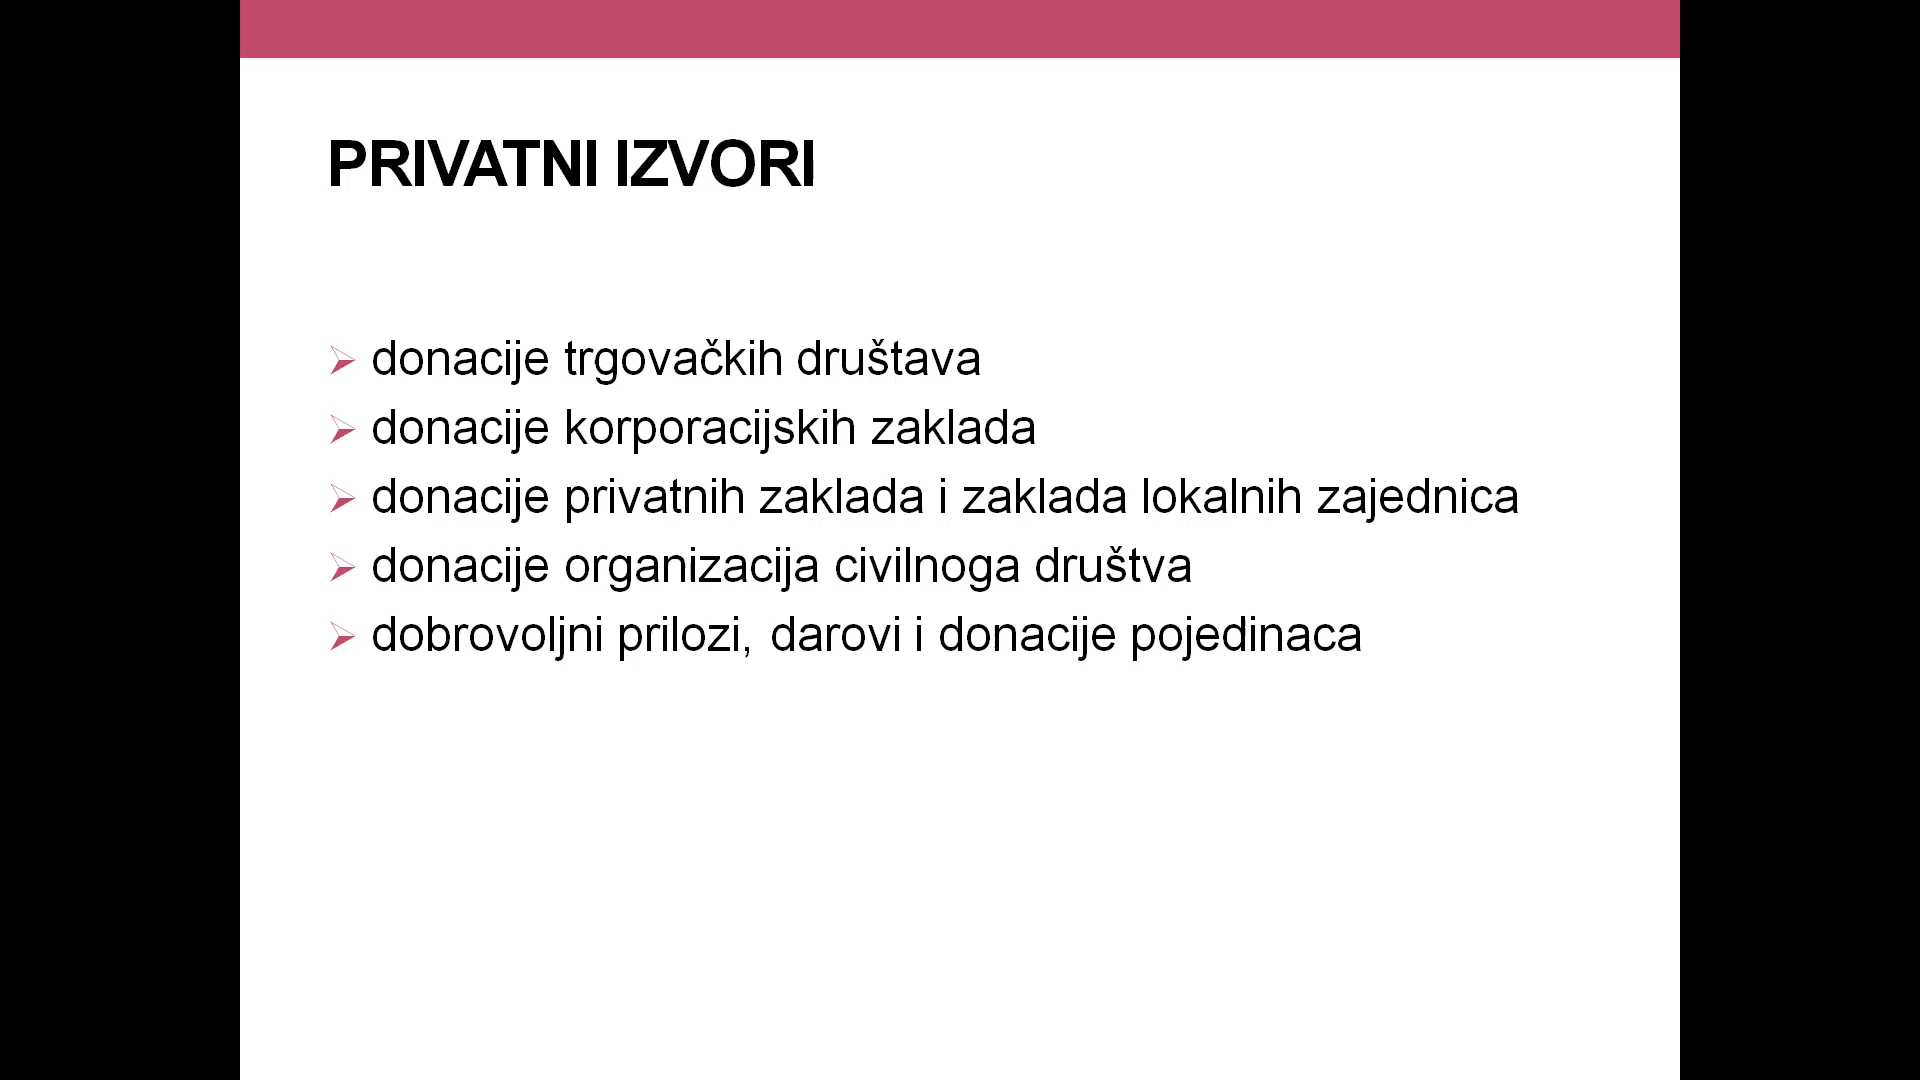 PRIVATNI IZVORI
donacije trgovačkih društava
donacije korporacijskih zaklada
donacije privatnih zaklada i zaklada lokalnih zajednica
donacije organizacija civilnoga društva
dobrovoljni prilozi, darovi i donacije pojedinaca